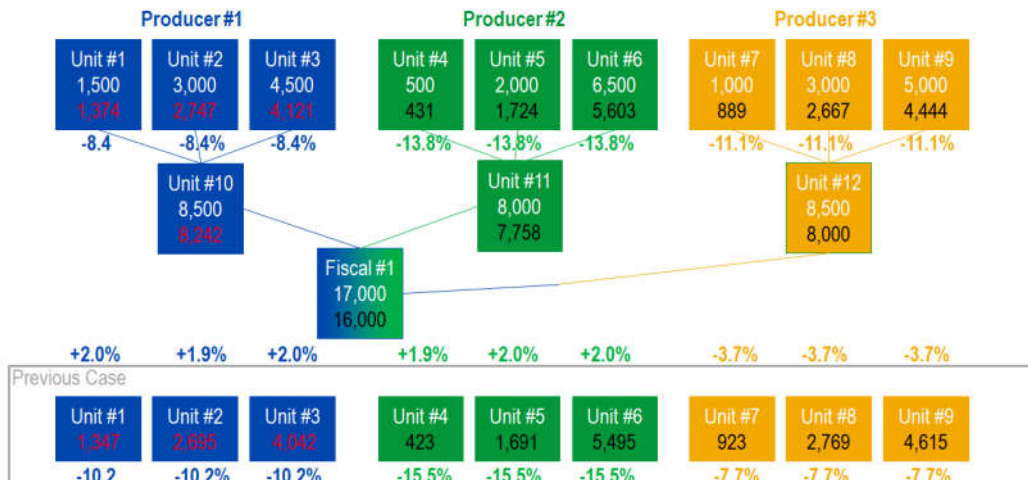 Producer #1 Producer #2 Producer #3
Unit #1 Unit #2 Unit #3 Unit #4 Unit #5 Unit #6 Unit #7 Unit #8 Unit #9
1,500 3,000 4,500 500 2,000 6,500 1,000 3,000 5,000
1,374 2,747 4,121 431 1,724 5,603 889 2,667 4,444
-8.4 -8.4% -8.4% -13.8% -13.8% -13.8% -11.1% -11.1% -11.1%
Unit #10 Unit #11 Unit #12
8,500 8,000 8,500
8,242 7,758 8,000
Fiscal #1
17,000
16,000
+2.0% +1.9% +2.0% +1.9% +2.0% +2.0% -3.7% -3.7% -3.7%
Previous Case
Unit #1 Unit #2 Unit #3 Unit #4 Unit #5 Unit #6 Unit #7 Unit #8 Unit #9
1,347 2,695 4,042 423 1,691 5,495 923 2,769 4,615
-10.2 -10.2% -10.2% -15.5% -15.5% -15.5% -7.7% -7.7% -7.7%